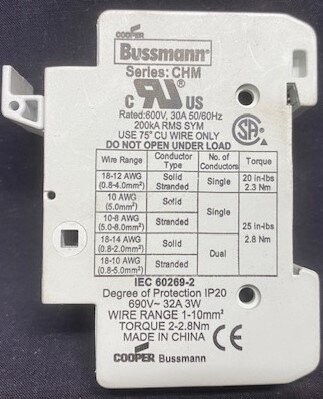 COOPER
Bussmann®
Series: CHM
C UR US
Rated:600V, 30A 50/60Hz
200kA RMS SYM
SA
USE 75° CU WIRE ONLY
DO NOT OPEN UNDER LOAD
Wire Range Conductor Type No. of Conductors Torque
18-12 AWG (0.8-4.0mm²) Solid Stranded Single 20 in-lbs 2.3 Nm
10 AWG (5.0mm²) Solid Single 25 in-lbs 2.8 Nm
10-8 AWG (5.0-8.0mm²) Stranded
18-14 AWG (0.8-2.0mm²) Solid Dual
18-10 AWG (0.8-5.0mm²) Stranded
IEC 60269-2
Degree of Protection IP20
690V~ 32A 3W
WIRE RANGE 1-10mm²
TORQUE 2-2.8Nm
MADE IN CHINA
COOPER Bussmann